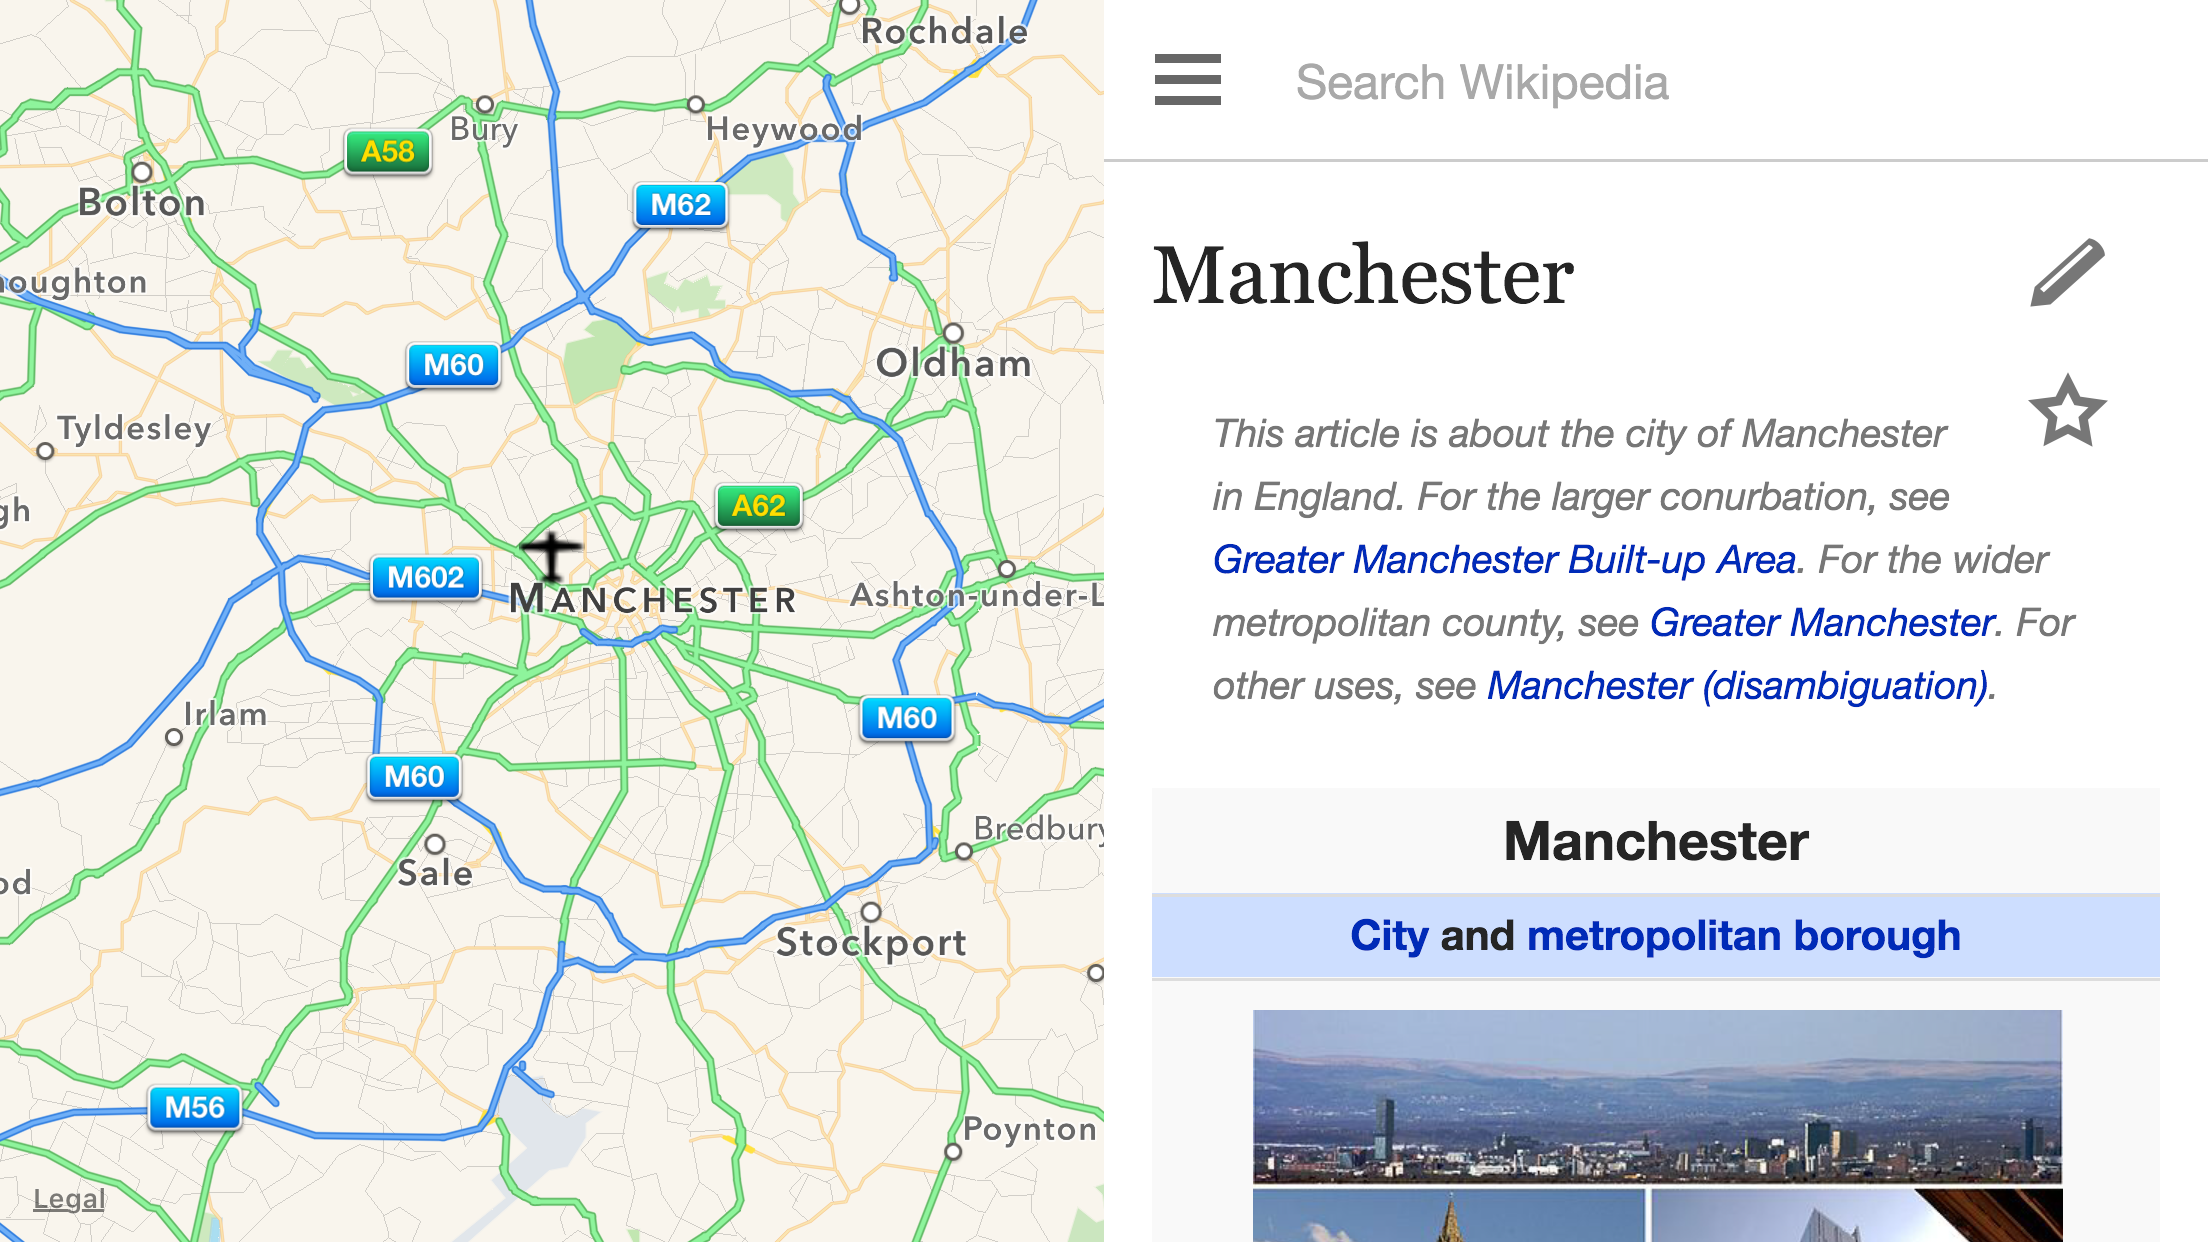 Rochdale
Bury
Heywood
A58
Bolton
M62
oughton
M60
Oldham
Tyldesley
gh
A62
M602
MANCHESTER
Ashton-under-L
Irlam
M60
M60
Bredbury
Sale
od
Stockport
M56
Poynton
Legal
Search Wikipedia
Manchester
This article is about the city of Manchester
in England. For the larger conurbation, see
Greater Manchester Built-up Area. For the wider
metropolitan county, see Greater Manchester. For
other uses, see Manchester (disambiguation).
Manchester
City and metropolitan borough